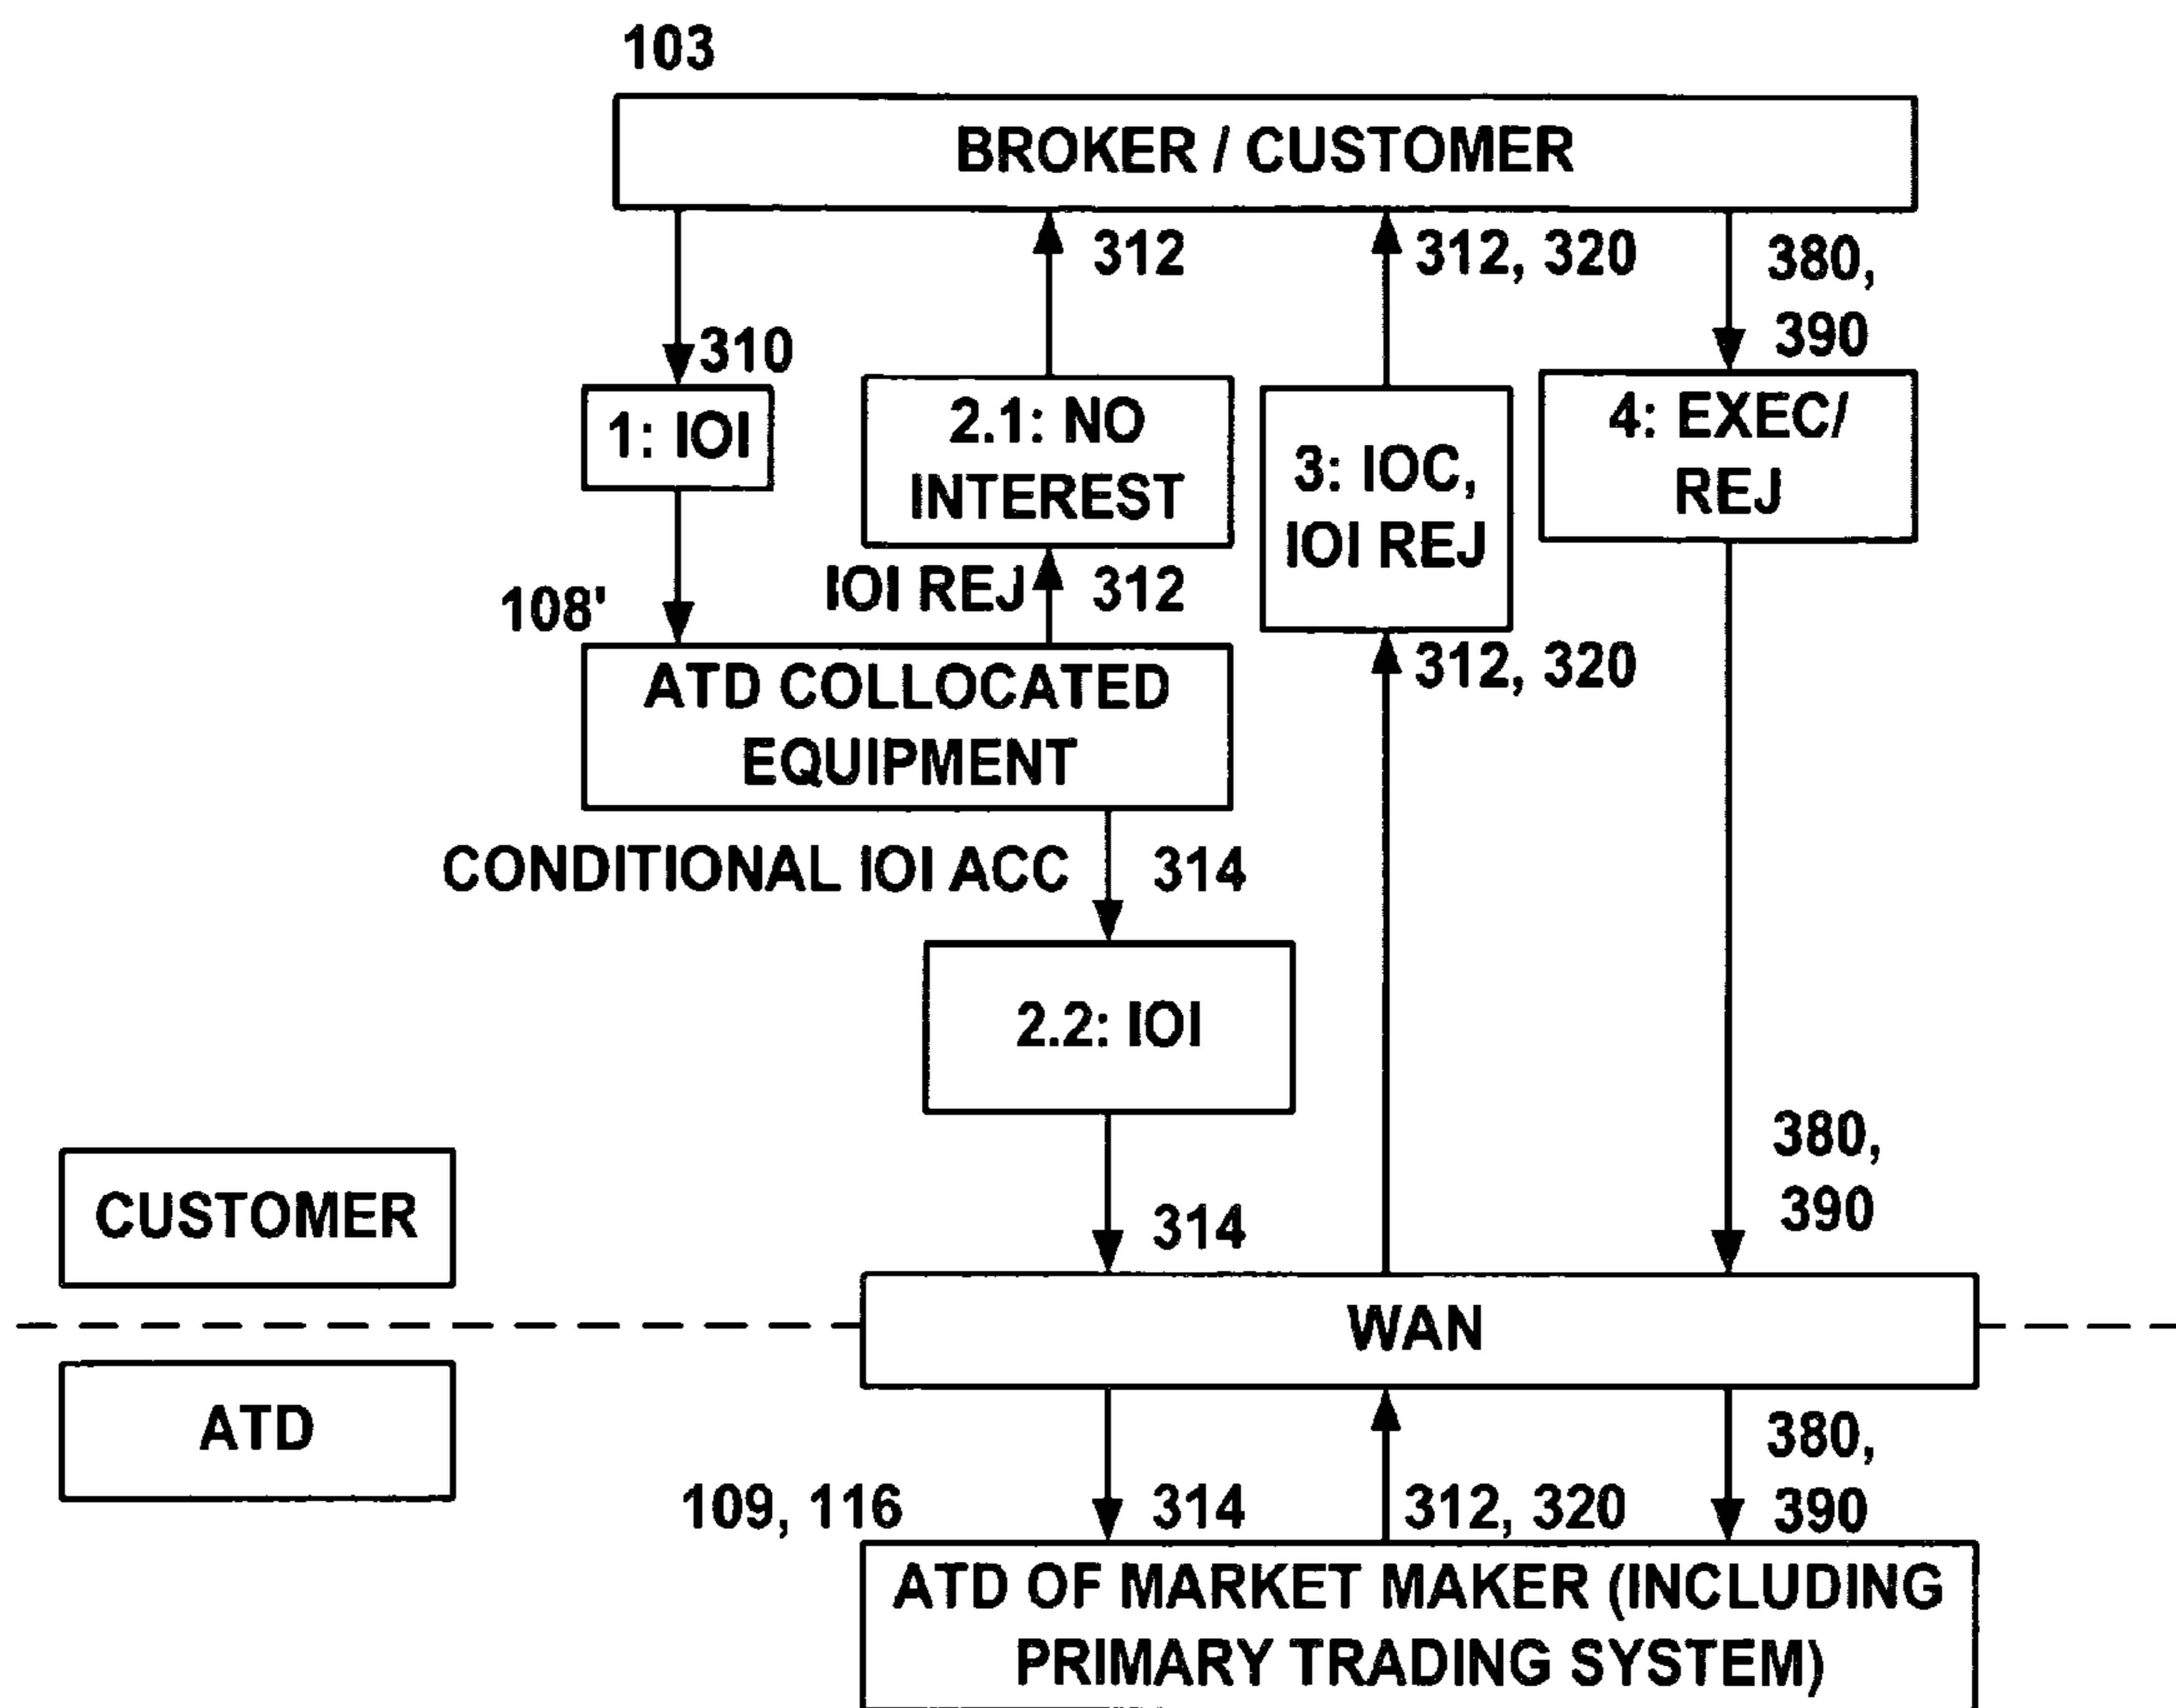 103
BROKER / CUSTOMER
312
312, 320
380,
390
310
1: IOI
2.1: NO
INTEREST
3: IOC,
IOI REJ
4: EXEC/
REJ
108'
IOI REJ
312
312, 320
ATD COLLOCATED
EQUIPMENT
CONDITIONAL IOI ACC
314
2.2: IOI
380,
390
314
CUSTOMER
WAN
ATD
380,
390
109, 116
314
312, 320
ATD OF MARKET MAKER (INCLUDING
PRIMARY TRADING SYSTEM)